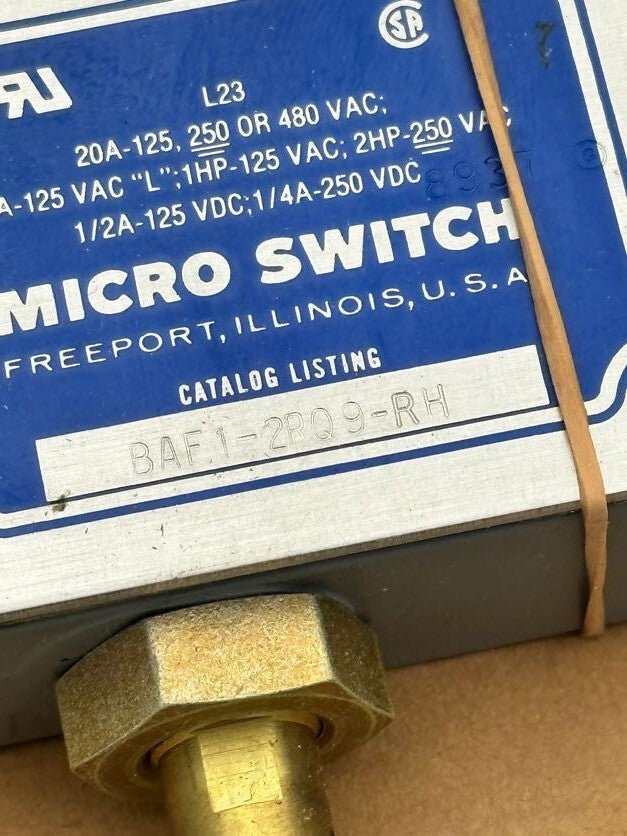 L23
20A-125, 250 OR 480 VAC;
A-125 VAC "L";1HP-125 VAC; 2HP-250 VAC
1/2A-125 VDC;1/4A-250 VDC
8937
MICRO SWITCH
FREEPORT, ILLINOIS, U.S.A
CATALOG LISTING
BAF1-2RQ9-RH